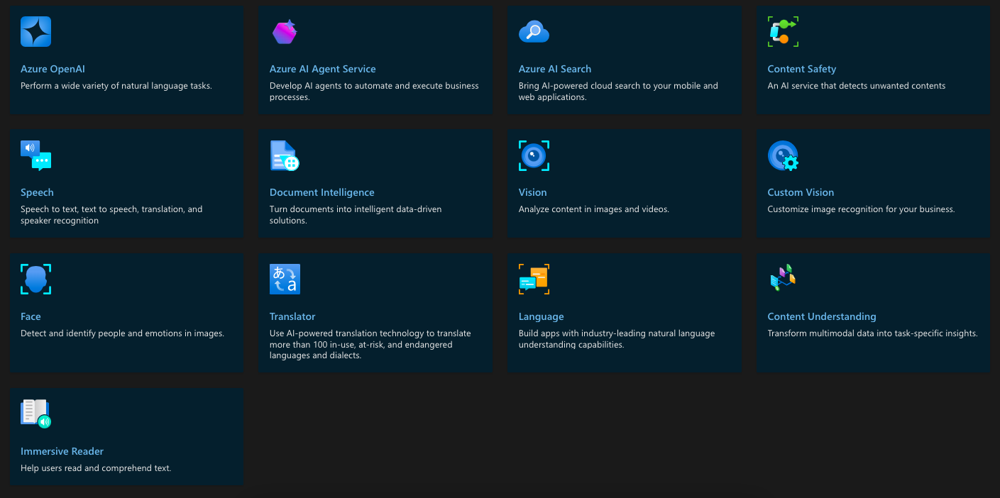 Azure OpenAI
Perform a wide variety of natural language tasks.
Azure AI Agent Service
Develop AI agents to automate and execute business
processes.
Azure AI Search
Bring AI-powered cloud search to your mobile and
web applications.
Content Safety
An AI service that detects unwanted contents
Speech
Speech to text, text to speech, translation, and
speaker recognition
Document Intelligence
Turn documents into intelligent data-driven
solutions.
Vision
Analyze content in images and videos.
Custom Vision
Customize image recognition for your business.
Face
Detect and identify people and emotions in images.
あ
a
Translator
Use AI-powered translation technology to translate
more than 100 in-use, at-risk, and endangered
languages and dialects.
Language
Build apps with industry-leading natural language
understanding capabilities.
Content Understanding
Transform multimodal data into task-specific insights.
Immersive Reader
Help users read and comprehend text.